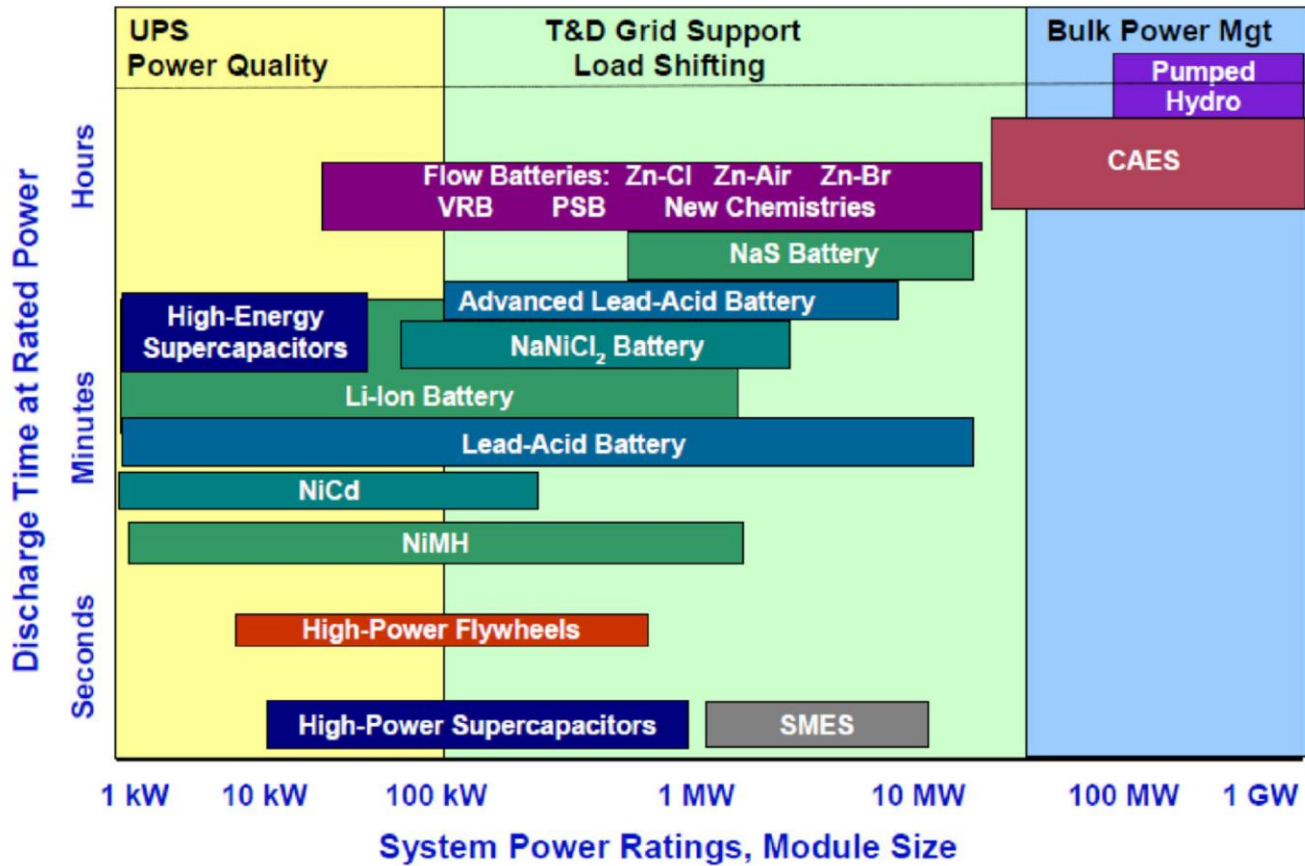 UPS
Power Quality
T&D Grid Support
Load Shifting
Bulk Power Mgt
Pumped
Hydro
CAES
Flow Batteries: Zn-Cl Zn-Air Zn-Br
VRB PSB New Chemistries
NaS Battery
Advanced Lead-Acid Battery
High-Energy
Supercapacitors
NaNiCl₂ Battery
Li-Ion Battery
Lead-Acid Battery
NiCd
NiMH
High-Power Flywheels
High-Power Supercapacitors
SMES
Discharge Time at Rated Power
Hours
Minutes
Seconds
1 kW 10 kW 100 kW 1 MW 10 MW 100 MW 1 GW
System Power Ratings, Module Size